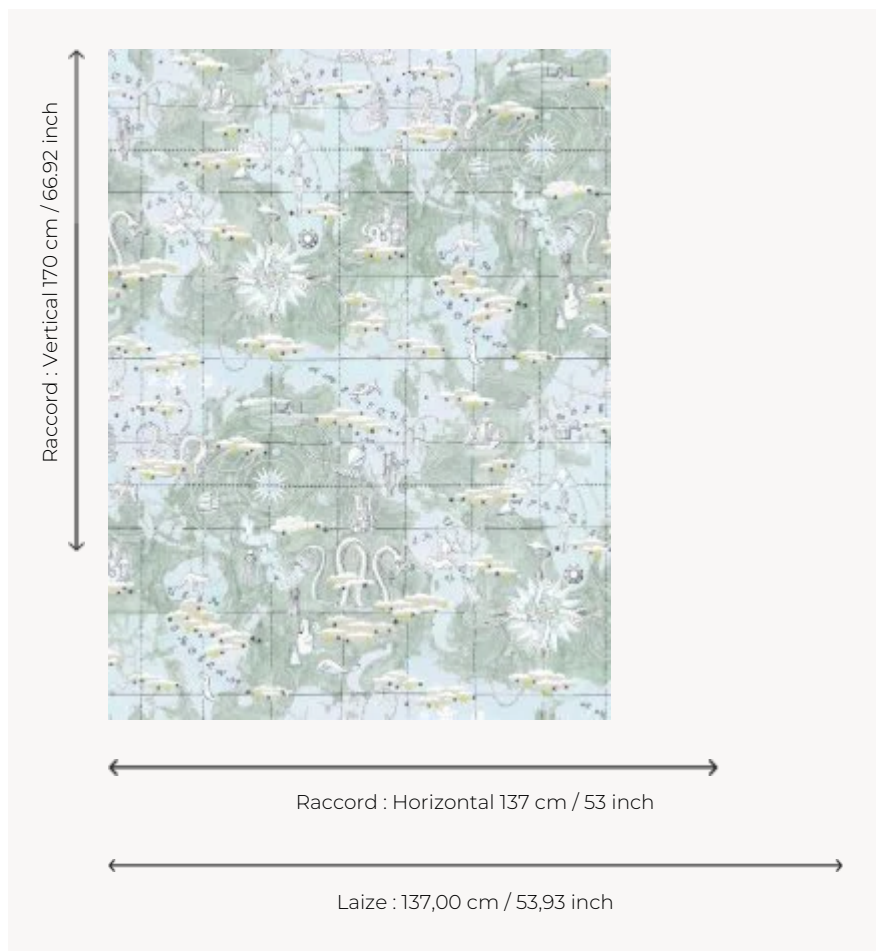 Raccord : Vertical 170 cm / 66.92 inch
Raccord : Horizontal 137 cm / 53 inch
Laize : 137,00 cm / 53,93 inch